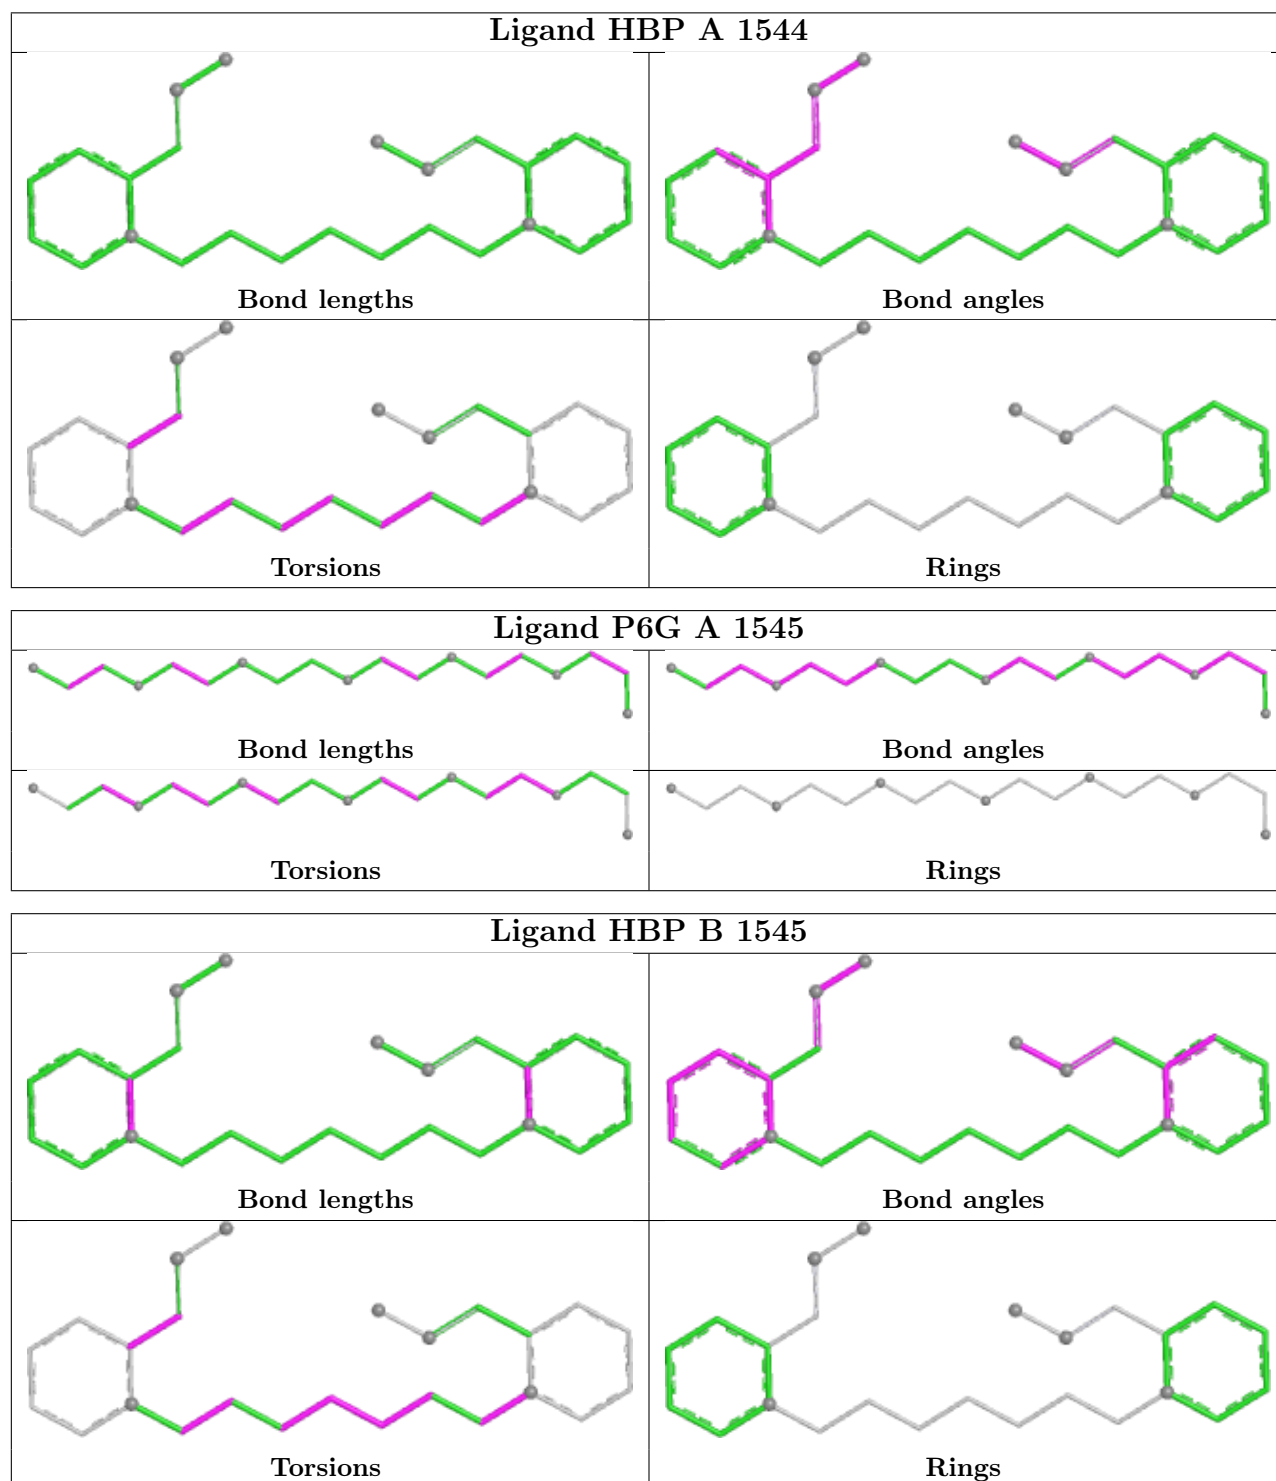 Ligand HBP A 1544
Bond lengths
Bond angles
Torsions
Rings
Ligand P6G A 1545
Bond lengths
Bond angles
Torsions
Rings
Ligand HBP B 1545
Bond lengths
Bond angles
Torsions
Rings